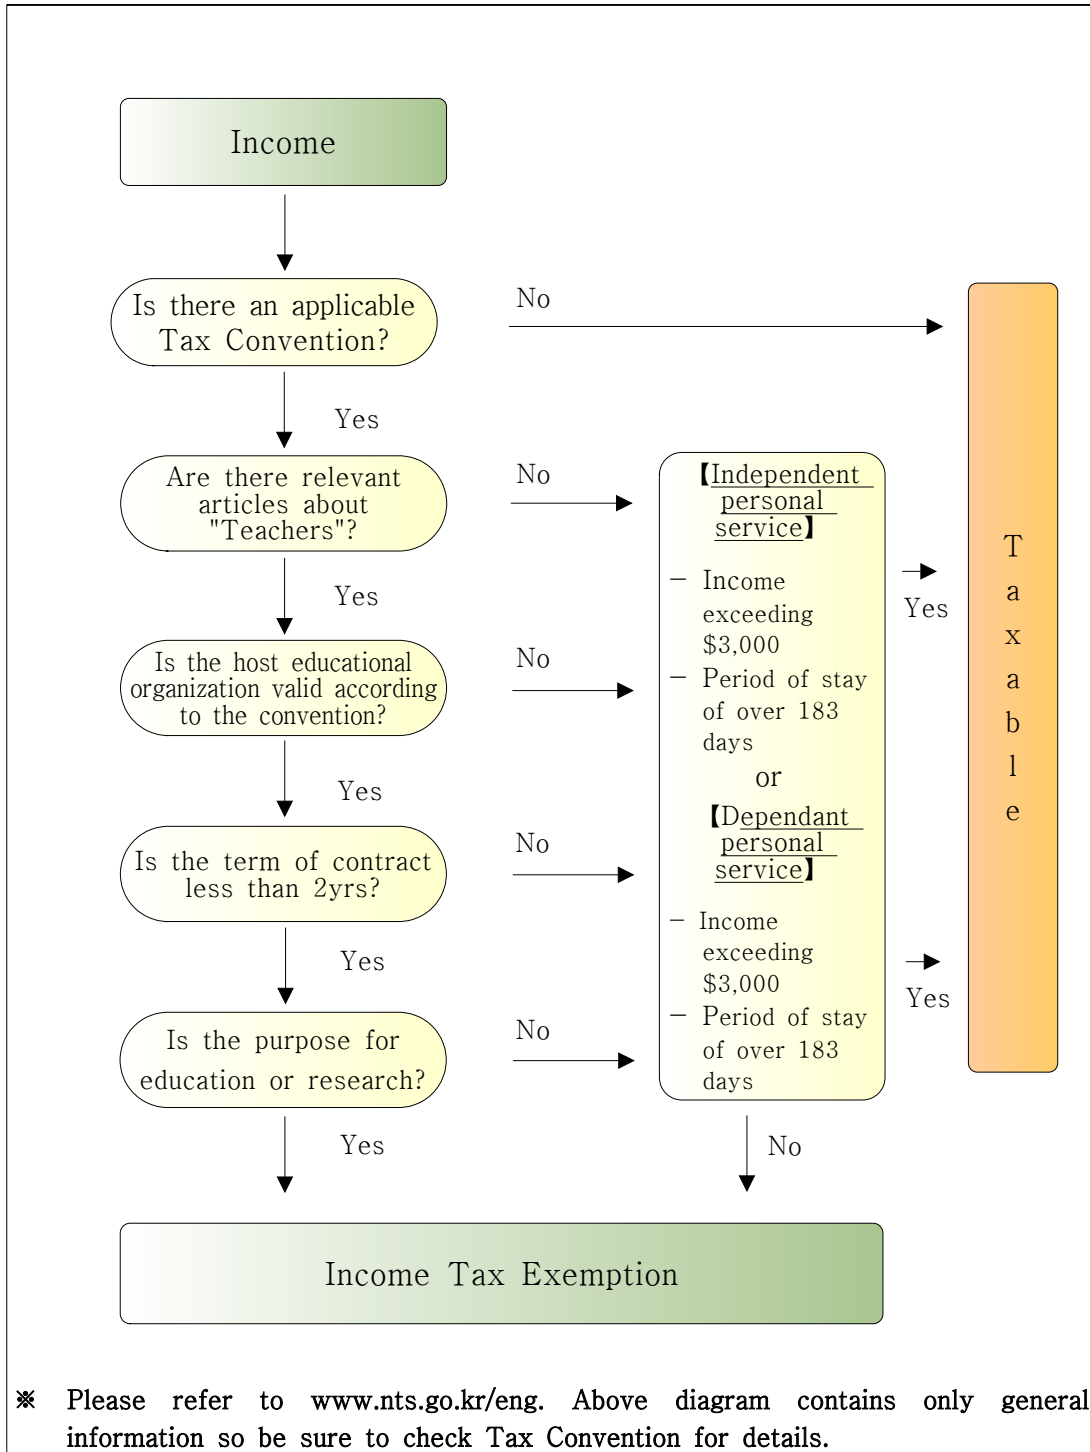 Income
Is there an applicable
Tax Convention?
No
Yes
Are there relevant
articles about
"Teachers"?
No
Yes
Is the host educational
organization valid according
to the convention?
No
Yes
Is the term of contract
less than 2yrs?
No
Yes
Is the purpose for
education or research?
No
Yes
【Independent
personal
service】
- Income
exceeding
$3,000
- Period of stay
of over 183
days
or
【Dependant
personal
service】
- Income
exceeding
$3,000
- Period of stay
of over 183
days
Yes
Yes
No
T
a
x
a
b
l
e
Income Tax Exemption
※ Please refer to www.nts.go.kr/eng. Above diagram contains only general
information so be sure to check Tax Convention for details.